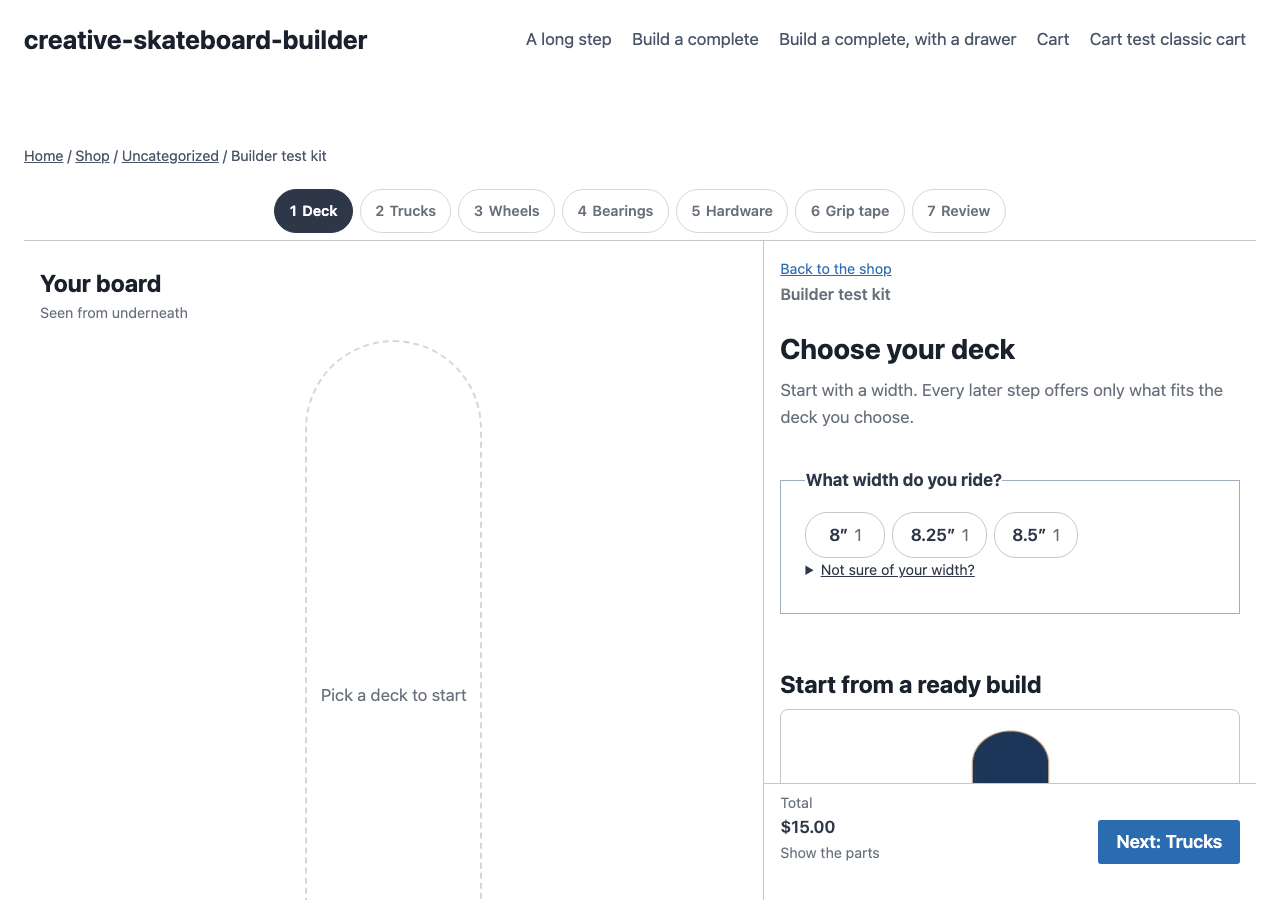 creative-skateboard-builder
A long step Build a complete Build a complete, with a drawer Cart Cart test classic cart
Home / Shop / Uncategorized / Builder test kit
1 Deck 2 Trucks 3 Wheels 4 Bearings 5 Hardware 6 Grip tape 7 Review
Your board
Seen from underneath
Pick a deck to start
Back to the shop
Builder test kit
Choose your deck
Start with a width. Every later step offers only what fits the
deck you choose.
What width do you ride?
8” 1 8.25” 1 8.5” 1
Not sure of your width?
Start from a ready build
Total
$15.00
Show the parts
Next: Trucks